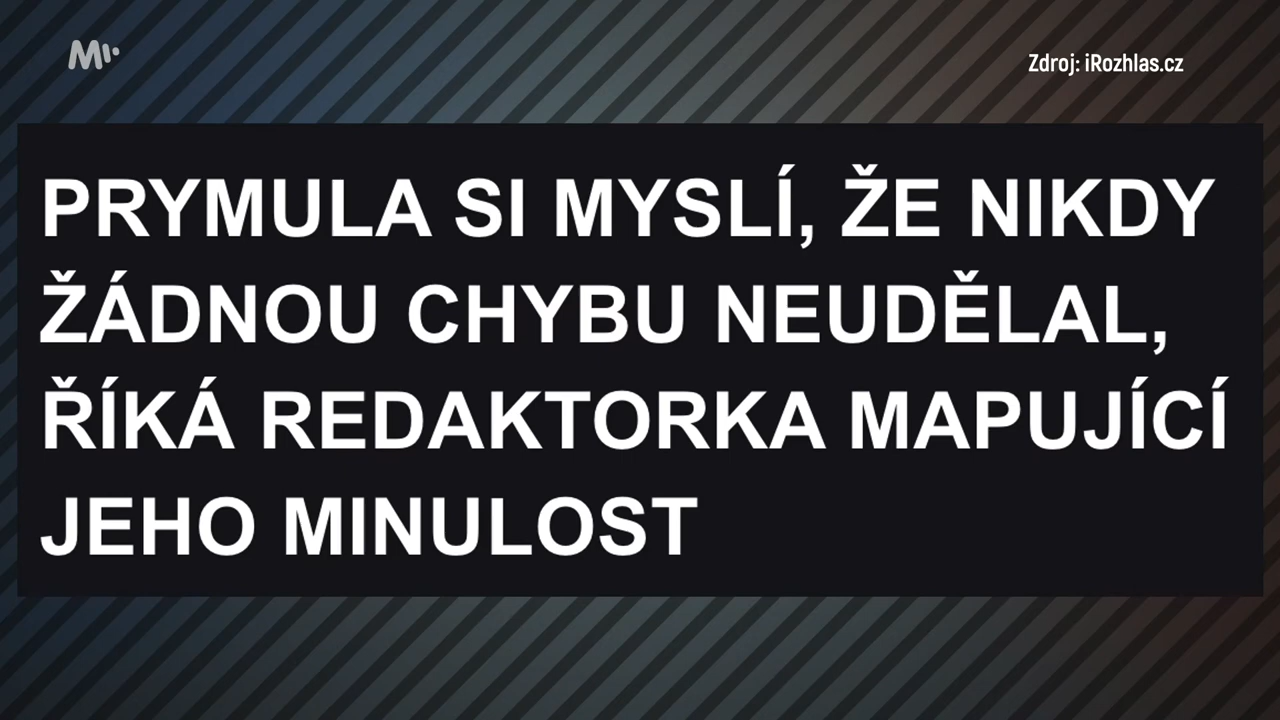 M
Zdroj: iRozhlas.cz
PRYMULA SI MYSLÍ, ŽE NIKDY
ŽÁDNOU CHYBU NEUDĚLAL,
ŘÍKÁ REDAKTORKA MAPUJÍCÍ
JEHO MINULOST